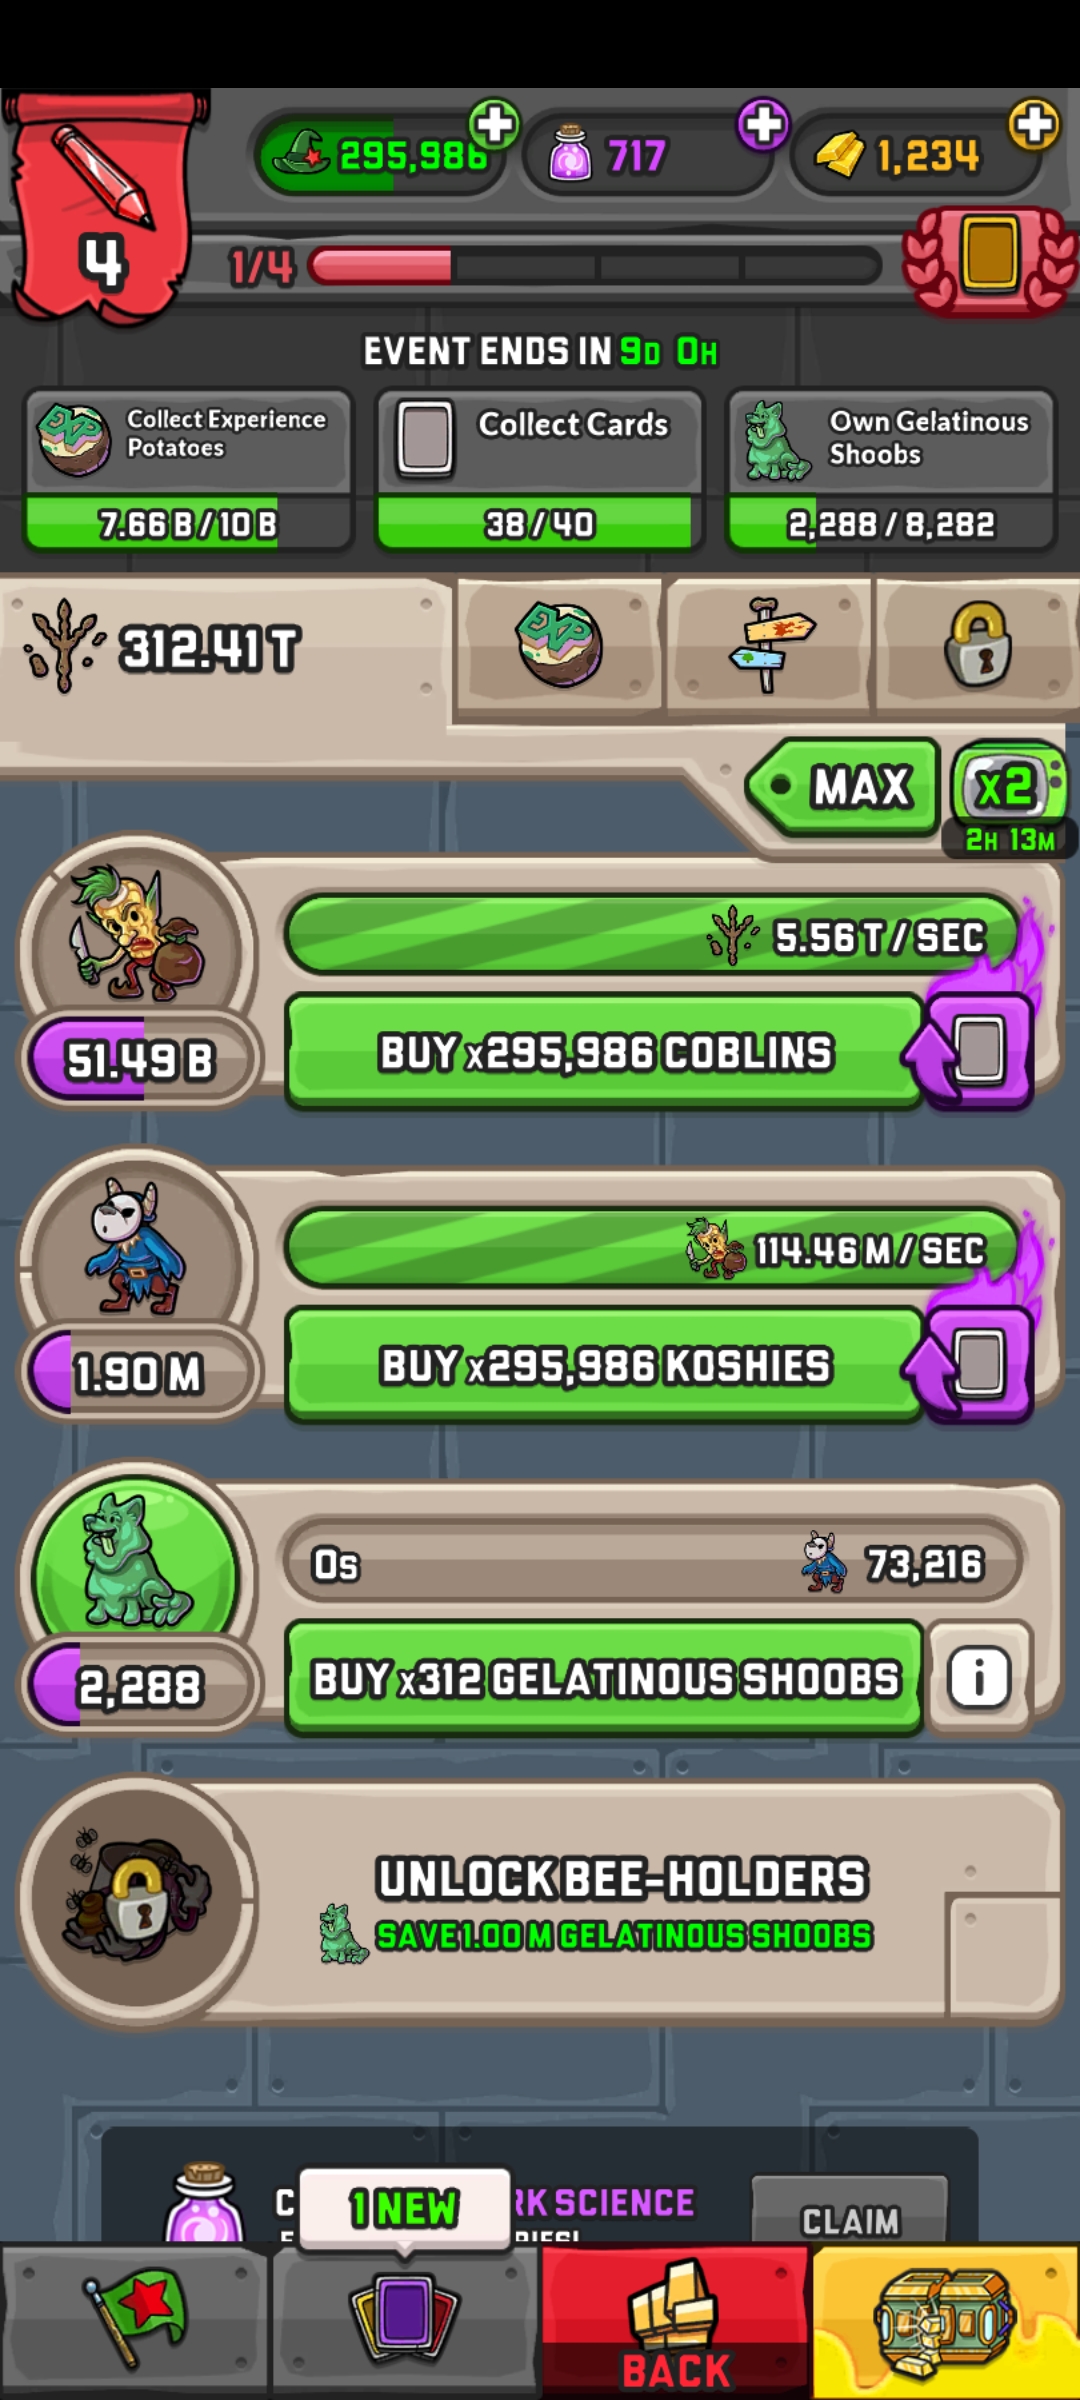 295,986
717
1,234
4
1/4
EVENT ENDS IN 9D 0H
Collect Experience
Potatoes
7.66 B / 10 B
Collect Cards
38 / 40
Own Gelatinous
Shoobs
2,288 / 8,282
312.41 T
EXP
MAX
x2
2H 13M
5.56 T / SEC
51.49 B
BUY x295,986 COBLINS
114.46 M / SEC
1.90 M
BUY x295,986 KOSHIES
0s
73,216
2,288
BUY x312 GELATINOUS SHOOBS
i
UNLOCK BEE-HOLDERS
SAVE 1.00 M GELATINOUS SHOOBS
1 NEW
SCIENCE
CLAIM
BACK